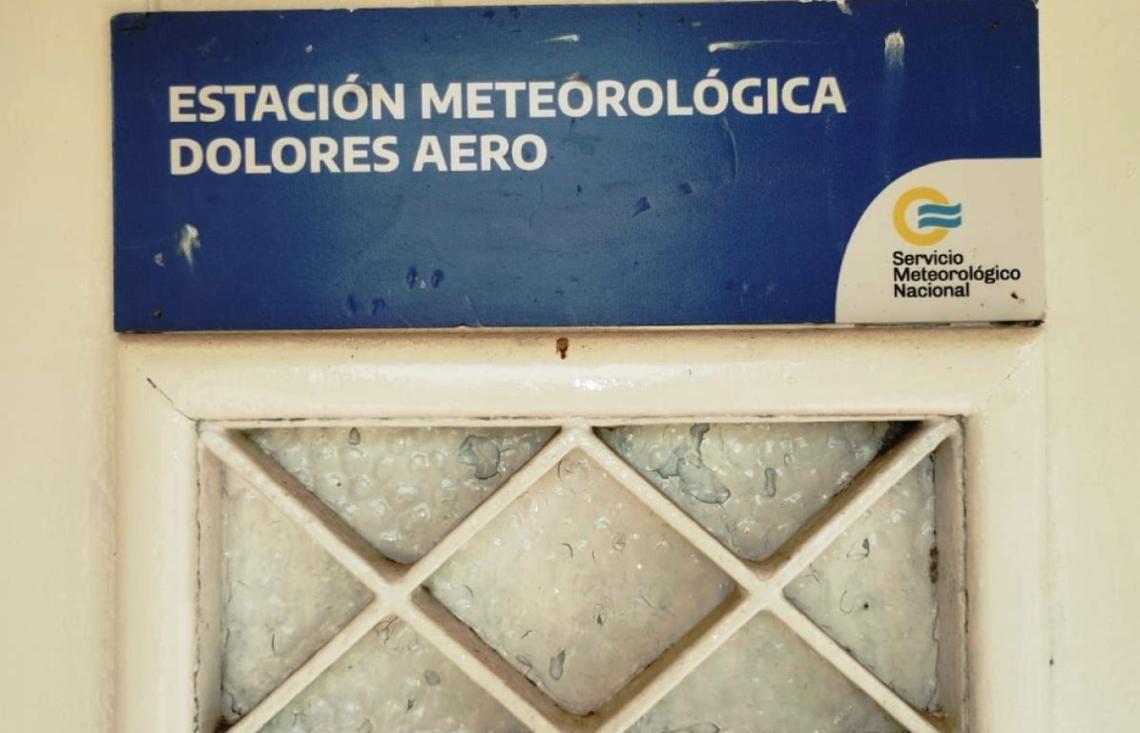 ESTACIÓN METEOROLÓGICA
DOLORES AERO
Servicio
Meteorológico
Nacional